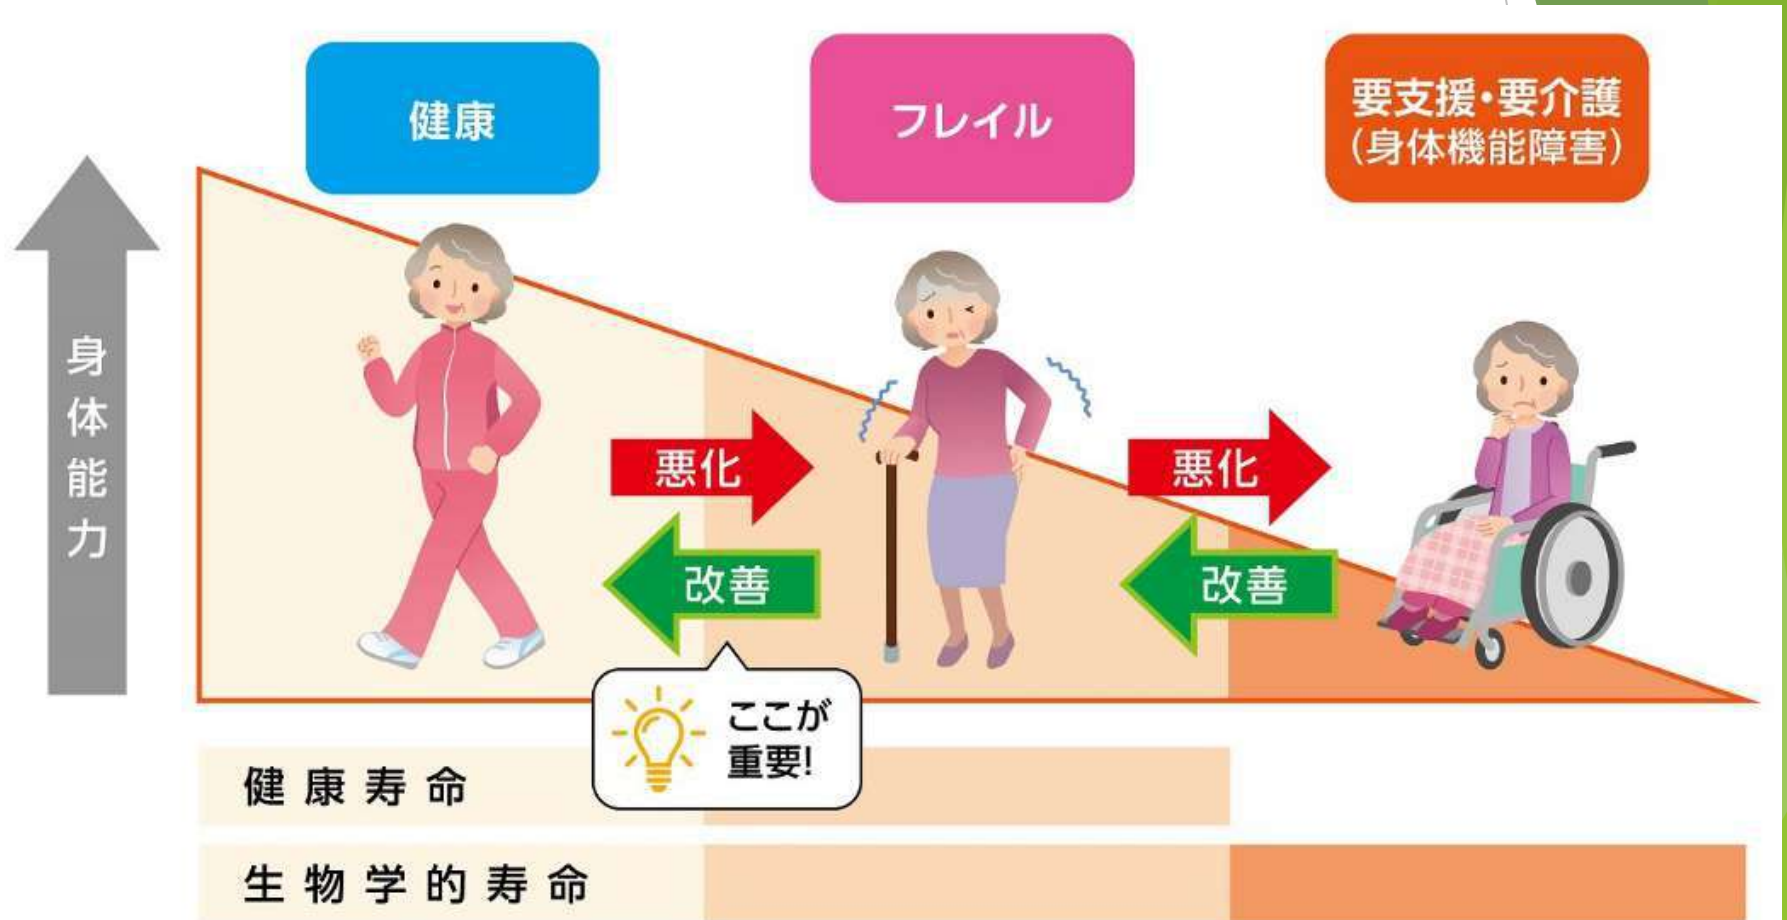 健康
フレイル
要支援・要介護
(身体機能障害)
身体能力
悪化
悪化
改善
改善
ここが
重要!
健康寿命
生物学的寿命